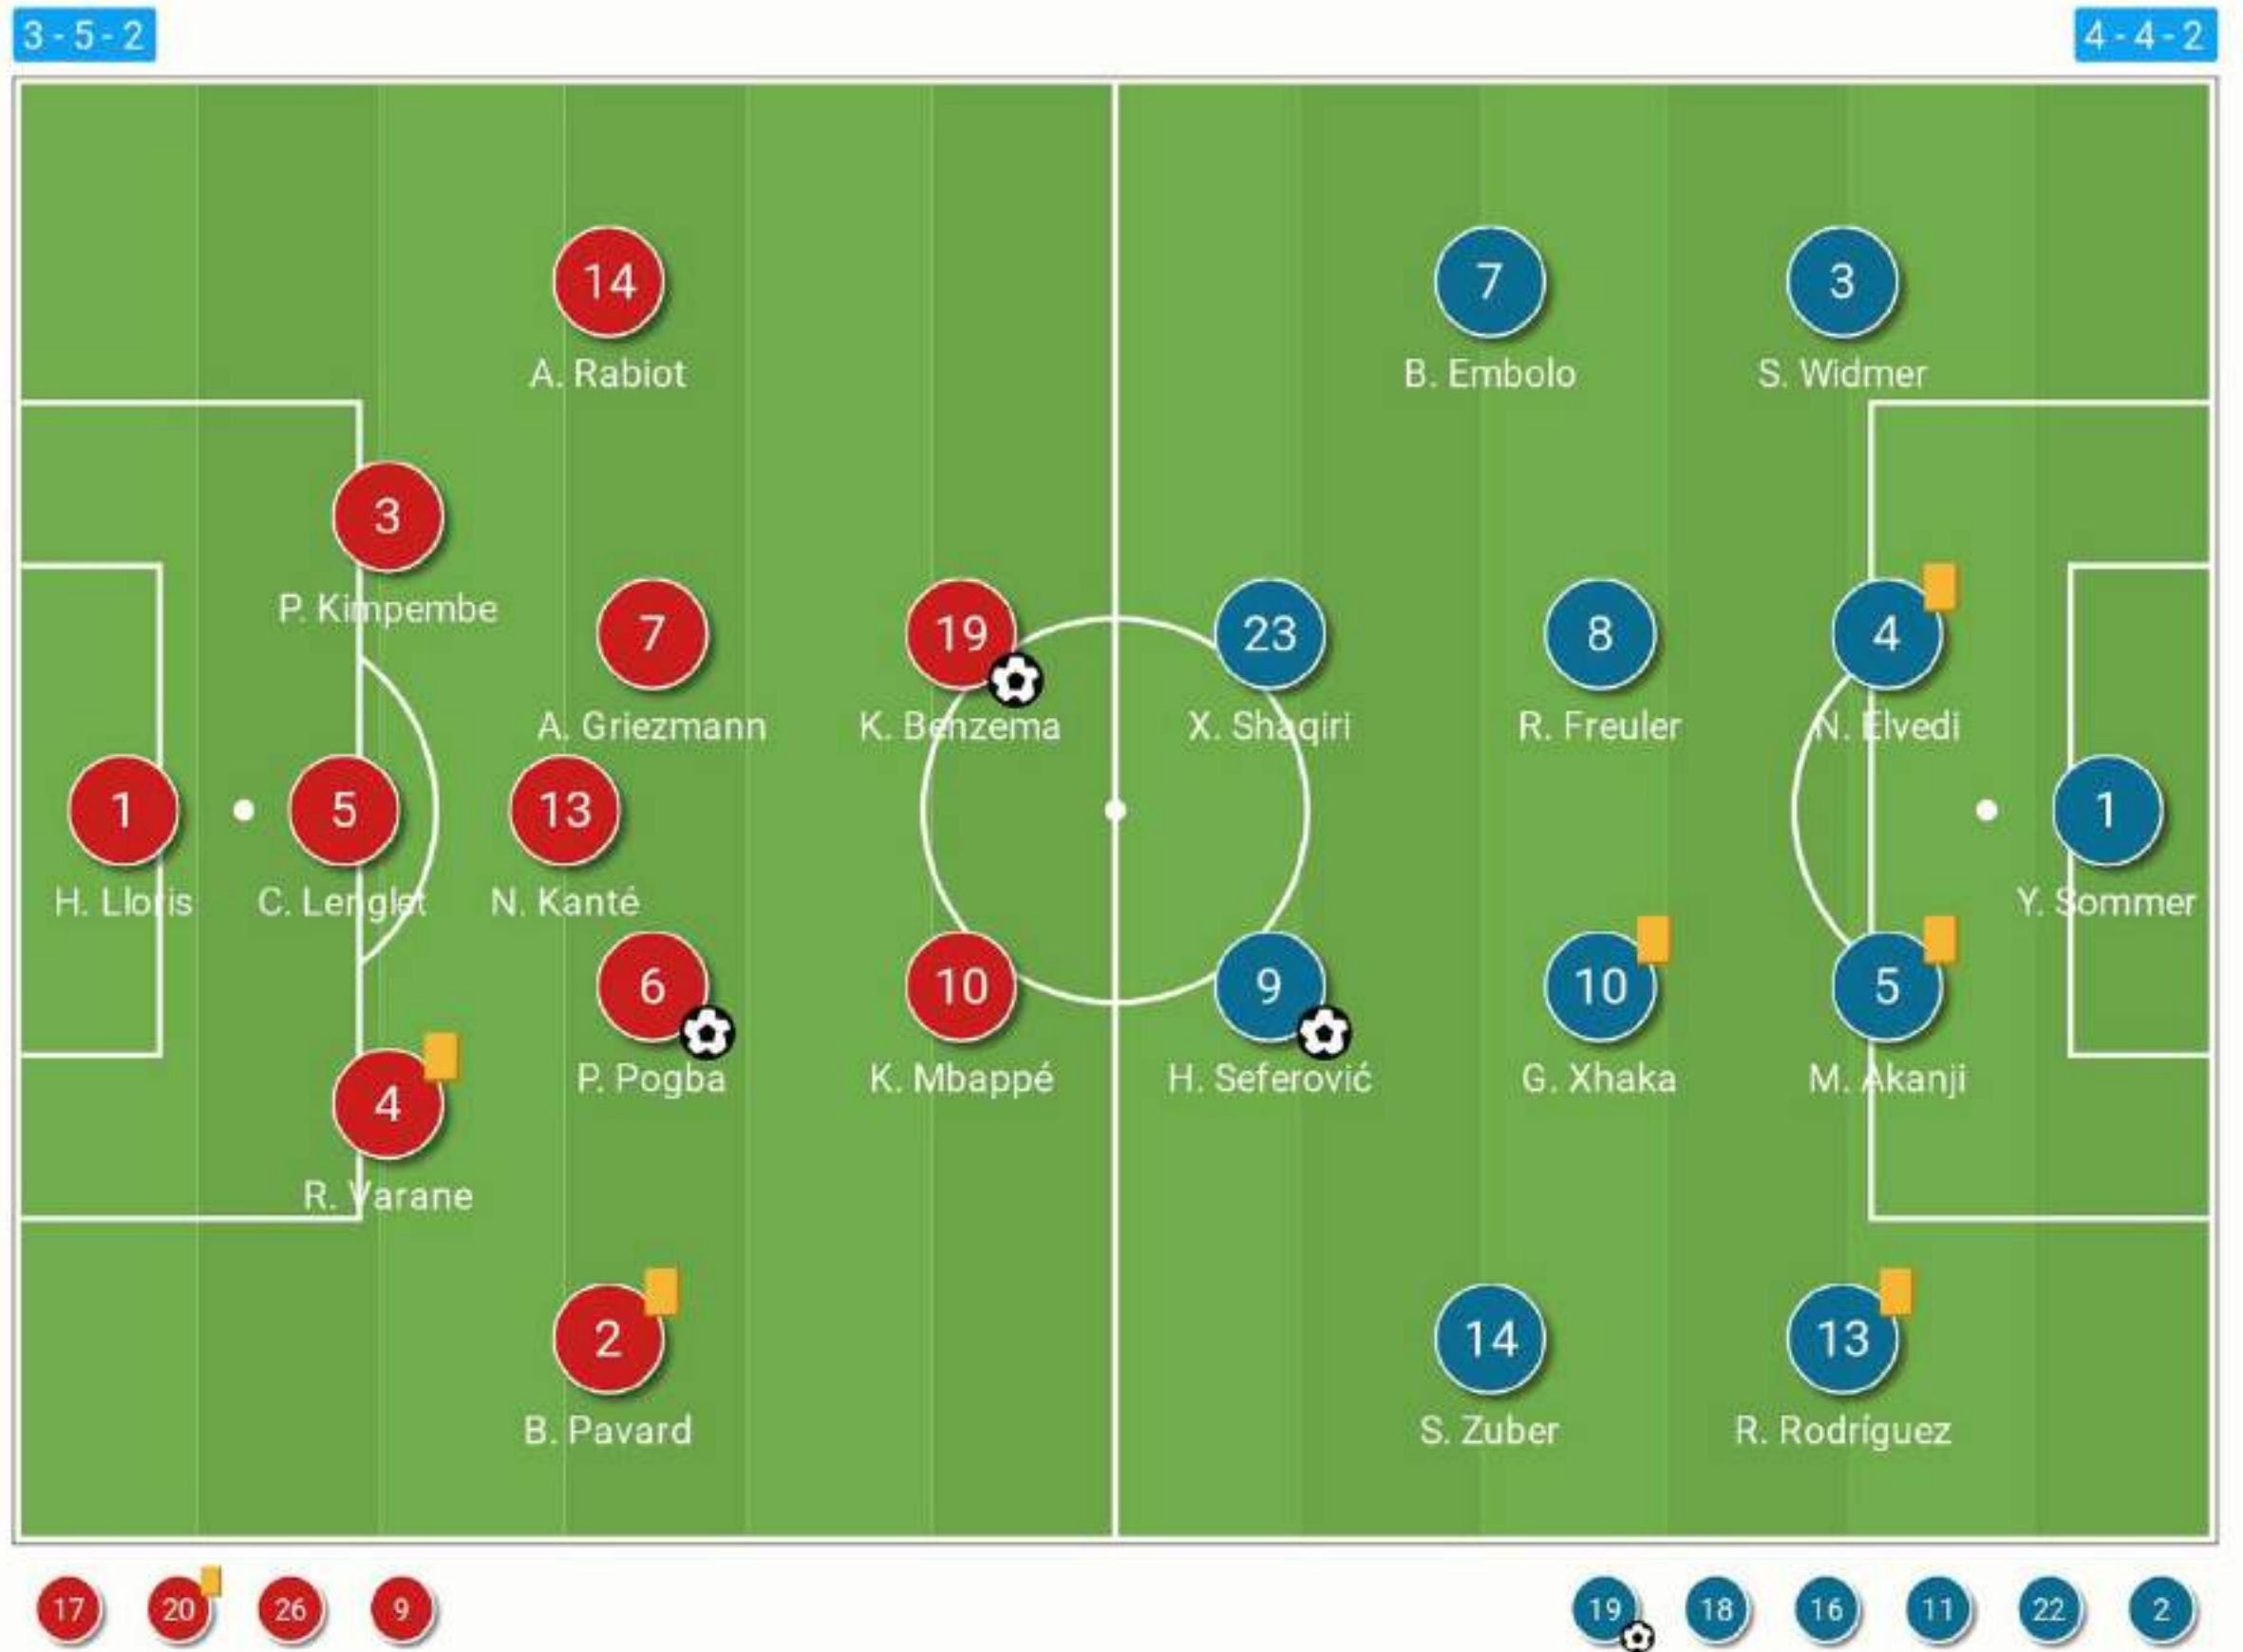 3 - 5 - 2
4 - 4 - 2
14
A. Rabiot
7
B. Embolo
3
S. Widmer
3
P. Kimpembe
7
A. Griezmann
19
K. Benzema
23
X. Shaqiri
8
R. Freuler
4
N. Elvedi
1
H. Lloris
5
C. Lenglet
13
N. Kanté
1
Y. Sommer
6
P. Pogba
10
K. Mbappé
9
H. Seferović
10
G. Xhaka
5
M. Akanji
4
R. Varane
2
B. Pavard
14
S. Zuber
13
R. Rodríguez
17 20 26 9
19 18 16 11 22 2